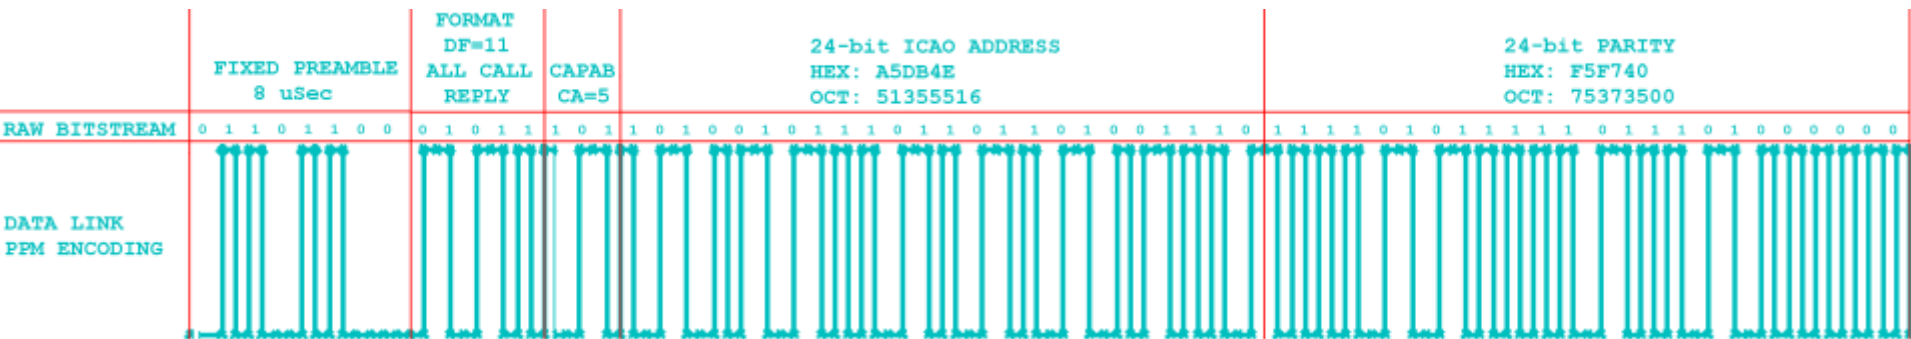 FORMAT
DF=11
ALL CALL
REPLY
FIXED PREAMBLE
8 uSec
CAPAB
CA=5
24-bit ICAO ADDRESS
HEX: A5DB4E
OCT: 51355516
24-bit PARITY
HEX: F5F740
OCT: 75373500
RAW BITSTREAM 0 1 1 0 1 1 0 0 0 1 0 1 1 1 0 1 1 0 1 0 0 1 0 1 1 1 0 1 1 0 1 1 0 1 0 0 1 1 1 0 1 1 1 1 0 1 0 1 1 1 1 1 0 1 1 1 0 1 0 0 0 0 0 0
DATA LINK
PPM ENCODING